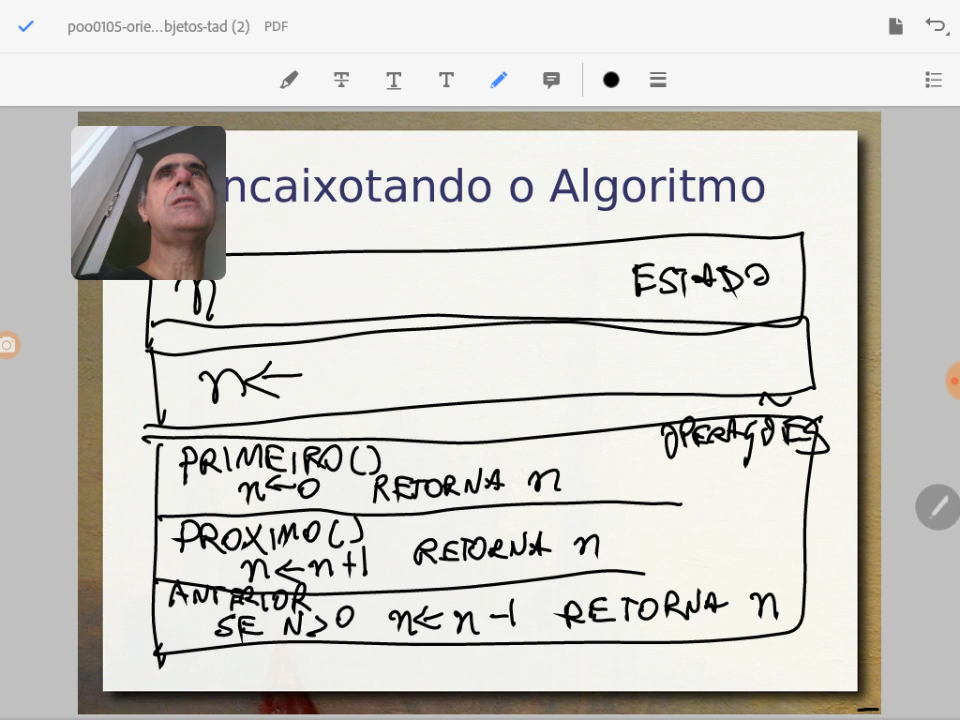 poo0105-orie...bjetos-tad (2) PDF
ncaixotando o Algoritmo
n ESTADO
n←
OPERAÇÕES
PRIMEIRO()
n←0 RETORNA n
PROXIMO()
n←n+1 RETORNA n
ANTERIOR
SE N>0 n← n-1 RETORNA n